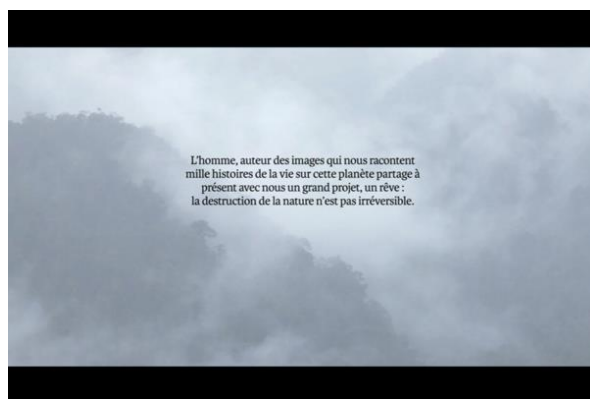 L'homme, auteur des images qui nous racontent
mille histoires de la vie sur cette planète partage à
présent avec nous un grand projet, un rêve :
la destruction de la nature n'est pas irréversible.